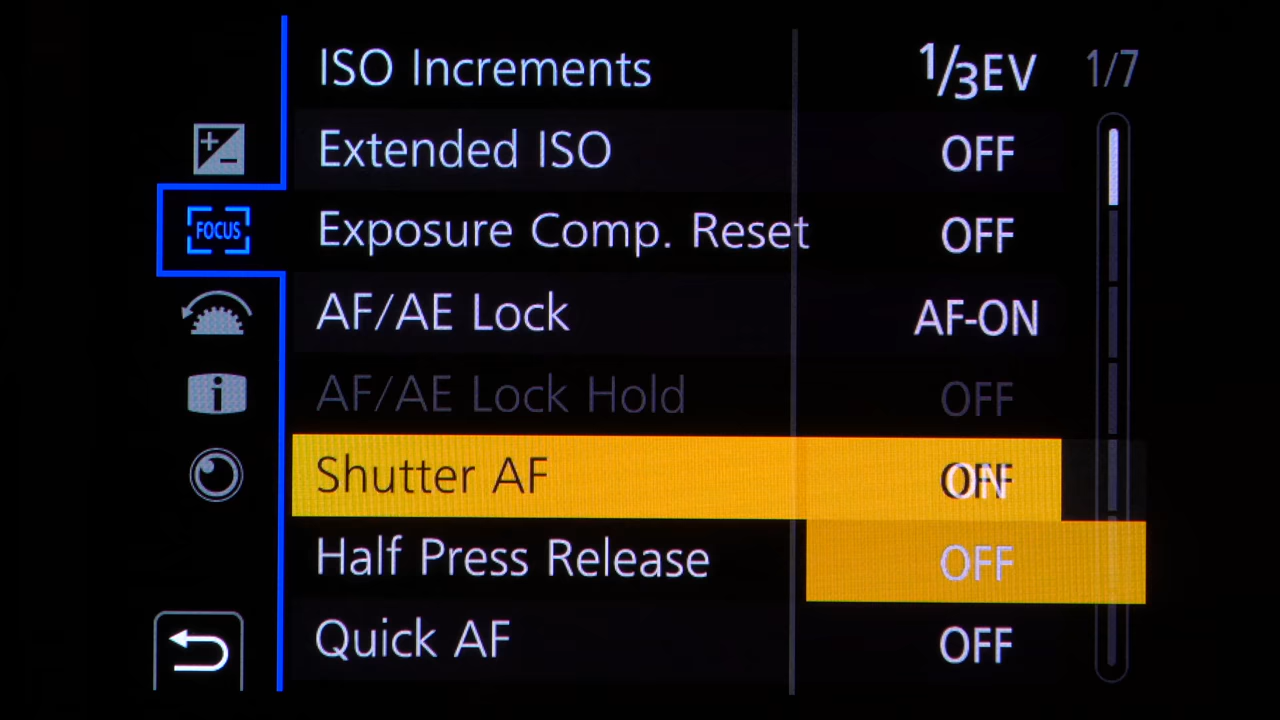 ISO Increments 1/3EV 1/7
Extended ISO OFF
Exposure Comp. Reset OFF
FOCUS
AF/AE Lock AF-ON
AF/AE Lock Hold OFF
Shutter AF
Half Press Release OFF
Quick AF OFF